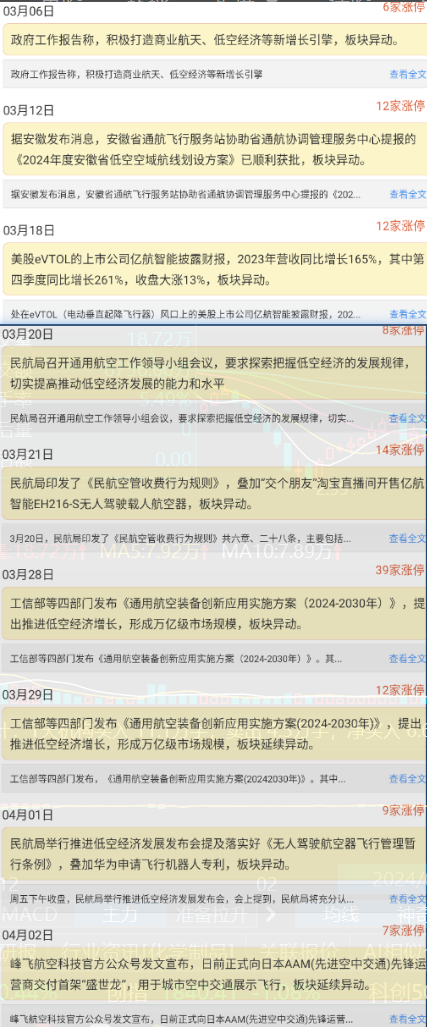 03月06日
6家涨停
政府工作报告称，积极打造商业航天、低空经济等新增长引擎，板块异动。
政府工作报告称，积极打造商业航天、低空经济等新增长引擎
查看全文
03月12日
12家涨停
据安徽发布消息，安徽省通航飞行服务站协助省通航协调管理服务中心提报的
《2024年度安徽省低空空域航线划设方案》已顺利获批，板块异动。
据安徽发布消息，安徽省通航飞行服务站协助省通航协调管理服务中心提报的《202...
查看全文
03月18日
12家涨停
美股eVTOL的上市公司亿航智能披露财报，2023年营收同比增长165%，其中第
四季度同比增长261%，收盘大涨13%，板块异动。
处在eVTOL（电动垂直起降飞行器）风口上的美股上市公司亿航智能披露财报，202...
查看全文
03月20日
8家涨停
民航局召开通用航空工作领导小组会议，要求探索把握低空经济的发展规律，
切实提高推动低空经济发展的能力和水平
民航局召开通用航空工作领导小组会议，要求探索把握低空经济的发展规律，切实...
查看全文
03月21日
14家涨停
民航局印发了《民航空管收费行为规则》，叠加“交个朋友”淘宝直播间开售亿航
智能EH216-S无人驾驶载人航空器，板块异动。
3月20日，民航局印发了《民航空管收费行为规则》共六章、二十八条，主要包括...
查看全文
MA5:7.92万
MA10:7.89万
03月28日
39家涨停
工信部等四部门发布《通用航空装备创新应用实施方案（2024-2030年）》，提
出推进低空经济增长，形成万亿级市场规模，板块异动。
工信部等四部门发布《通用航空装备创新应用实施方案（2024-2030年）》。其...
查看全文
03月29日
12家涨停
工信部等四部门发布《通用航空装备创新应用实施方案(2024-2030年)》，提出
推进低空经济增长，形成万亿级市场规模，板块延续异动。
工信部等四部门发布，《通用航空装备创新应用实施方案(20242030年)》。其中...
查看全文
04月01日
9家涨停
民航局举行推进低空经济发展发布会提及落实好《无人驾驶航空器飞行管理暂
行条例》，叠加华为申请飞行机器人专利，板块异动。
周五下午收盘，民航局举行推进低空经济发展发布会，会上提到，民航局将充分认...
查看全文
04月02日
7家涨停
峰飞航空科技官方公众号发文宣布，日前正式向日本AAM(先进空中交通)先锋运
营商交付首架“盛世龙”，用于城市空中交通展示飞行，板块延续异动。
峰飞航空科技官方公众号发文宣布，日前正式向日本AAM(先进空中交通)先锋运营...
查看全文